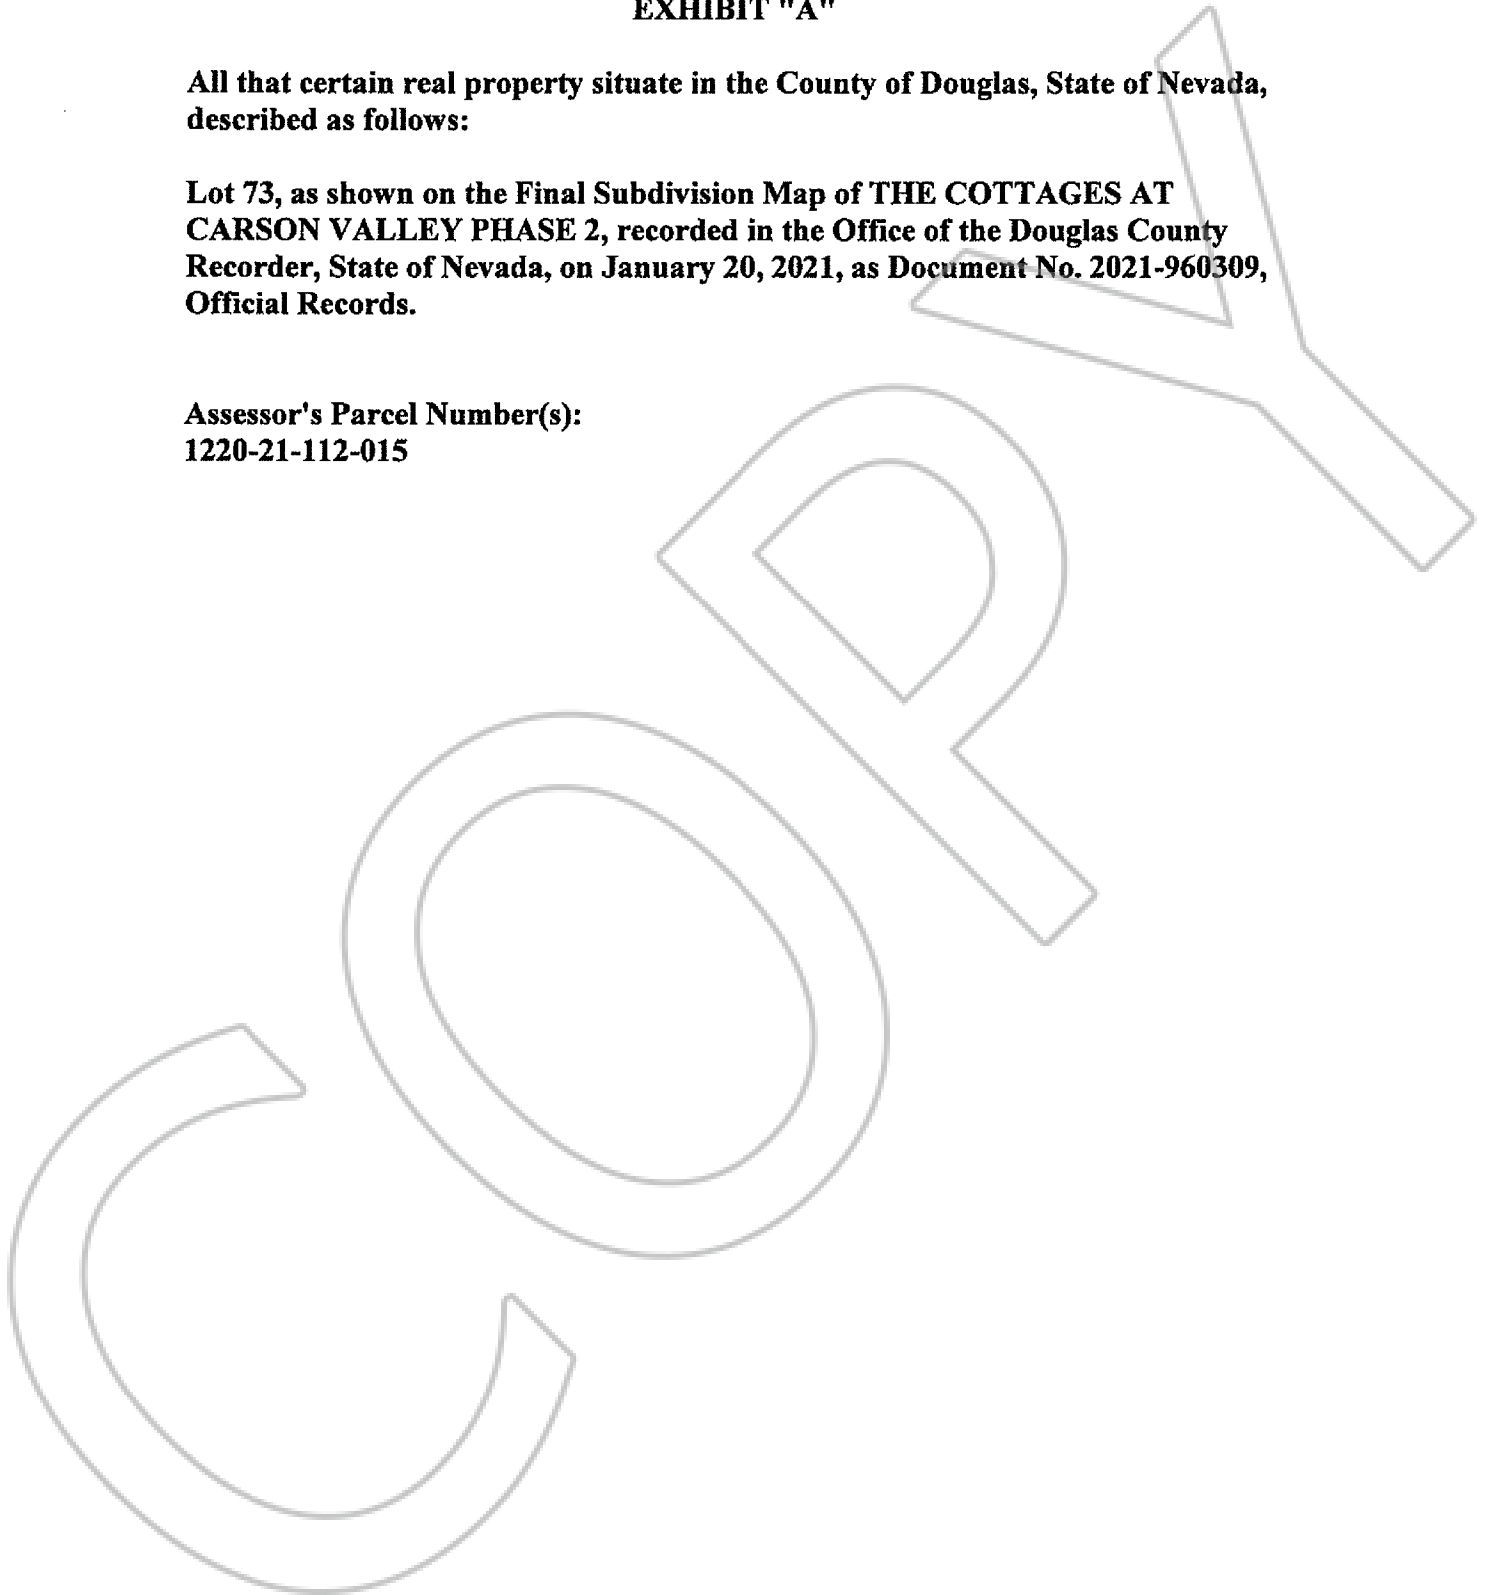 EXHIBIT "A"
All that certain real property situate in the County of Douglas, State of Nevada,
described as follows:
Lot 73, as shown on the Final Subdivision Map of THE COTTAGES AT
CARSON VALLEY PHASE 2, recorded in the Office of the Douglas County
Recorder, State of Nevada, on January 20, 2021, as Document No. 2021-960309,
Official Records.
Assessor's Parcel Number(s):
1220-21-112-015
COPY